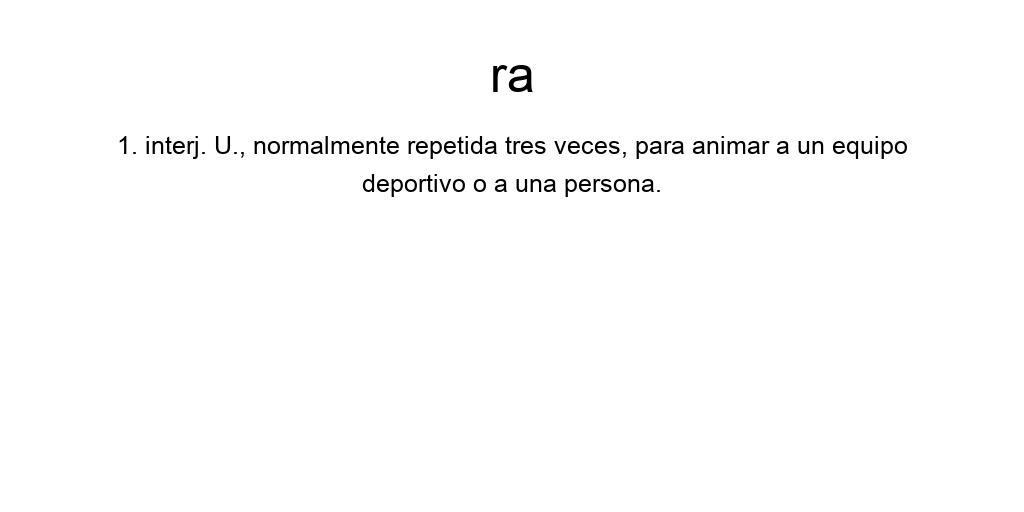 ra
1. interj. U., normalmente repetida tres veces, para animar a un equipo
deportivo o a una persona.